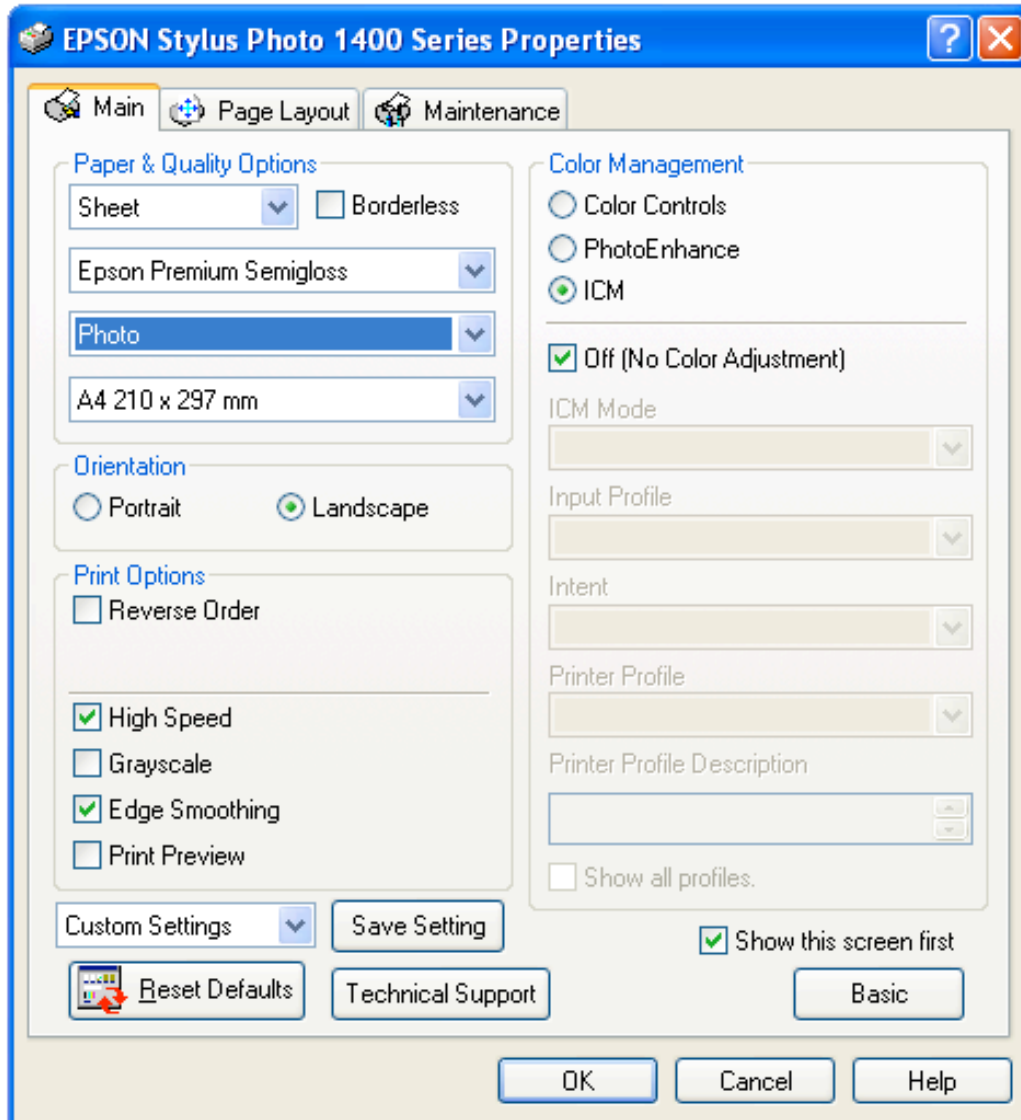 EPSON Stylus Photo 1400 Series Properties
Main
Page Layout
Maintenance
Paper & Quality Options
Sheet
Borderless
Epson Premium Semigloss
Photo
A4 210 x 297 mm
Orientation
Portrait
Landscape
Print Options
Reverse Order
High Speed
Grayscale
Edge Smoothing
Print Preview
Custom Settings
Save Setting
Reset Defaults
Technical Support
Color Management
Color Controls
PhotoEnhance
ICM
Off (No Color Adjustment)
ICM Mode
Input Profile
Intent
Printer Profile
Printer Profile Description
Show all profiles.
Show this screen first
Basic
OK
Cancel
Help